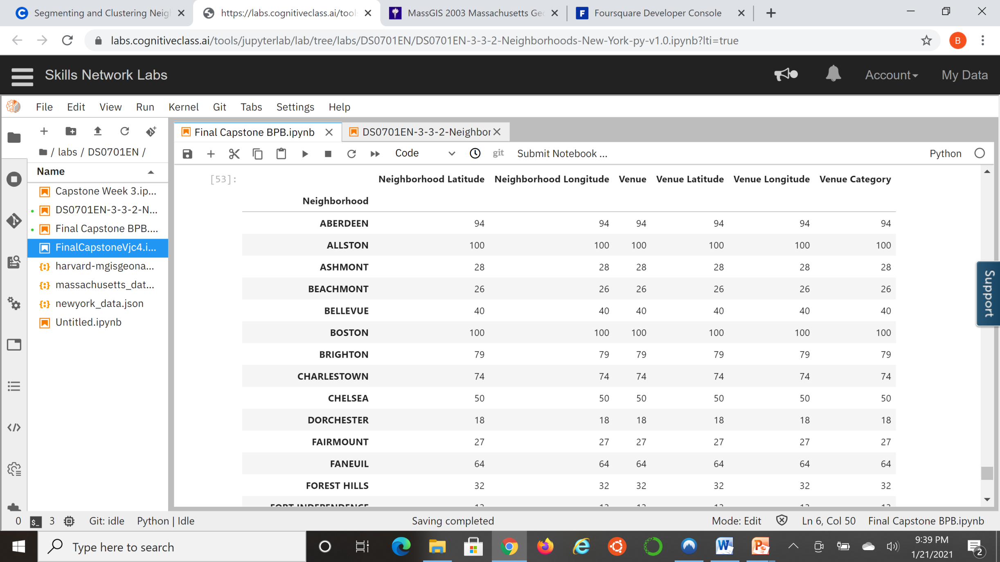 Segmenting and Clustering Neigl
https://labs.cognitiveclass.ai/tool
MassGIS 2003 Massachusetts Geo
Foursquare Developer Console
labs.cognitiveclass.ai/tools/jupyterlab/lab/tree/labs/DS0701EN/DS0701EN-3-3-2-Neighborhoods-New-York-py-v1.0.ipynb?lti=true
B
Skills Network Labs
Account
My Data
File Edit View Run Kernel Git Tabs Settings Help
Final Capstone BPB.ipynb
DS0701EN-3-3-2-Neighbor
/ labs / DS0701EN /
Code
git
Submit Notebook ...
Python
Name
Capstone Week 3.ip...
DS0701EN-3-3-2-N...
Final Capstone BPB....
FinalCapstoneVjc4.i...
harvard-mgisgeona...
massachusetts_dat...
newyork_data.json
Untitled.ipynb
[53]:
Neighborhood Latitude Neighborhood Longitude Venue Venue Latitude Venue Longitude Venue Category
Neighborhood
ABERDEEN 94 94 94 94 94 94
ALLSTON 100 100 100 100 100 100
ASHMONT 28 28 28 28 28 28
BEACHMONT 26 26 26 26 26 26
BELLEVUE 40 40 40 40 40 40
BOSTON 100 100 100 100 100 100
BRIGHTON 79 79 79 79 79 79
CHARLESTOWN 74 74 74 74 74 74
CHELSEA 50 50 50 50 50 50
DORCHESTER 18 18 18 18 18 18
FAIRMOUNT 27 27 27 27 27 27
FANEUIL 64 64 64 64 64 64
FOREST HILLS 32 32 32 32 32 32
FORT INDEPENDENCE
Support
0 $_ 3 Git: idle Python | Idle Saving completed Mode: Edit Ln 6, Col 50 Final Capstone BPB.ipynb
Type here to search
9:39 PM
1/21/2021
2